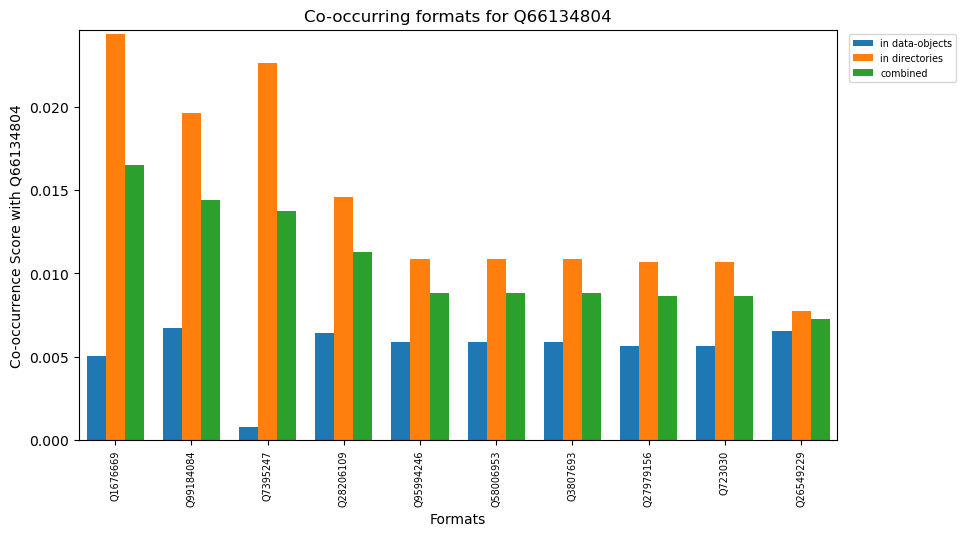 Co-occurring formats for Q66134804
in data-objects
in directories
combined
Co-occurrence Score with Q66134804
0.020
0.015
0.010
0.005
0.000
Q1676669
Q99184084
Q7395247
Q28206109
Q95994246
Q58006953
Q3807693
Q27979156
Q723030
Q26549229
Formats